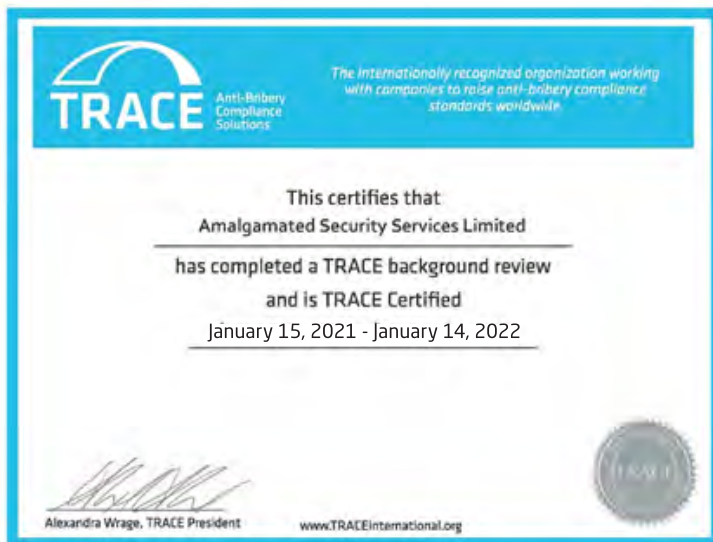 TRACE
Anti-Bribery
Compliance
Solutions
The internationally recognized organization working
with companies to raise anti-bribery compliance
standards worldwide.
This certifies that
Amalgamated Security Services Limited
has completed a TRACE background review
and is TRACE Certified
January 15, 2021 - January 14, 2022
Alexandra Wrage, TRACE President
www.TRACEinternational.org
TRACE